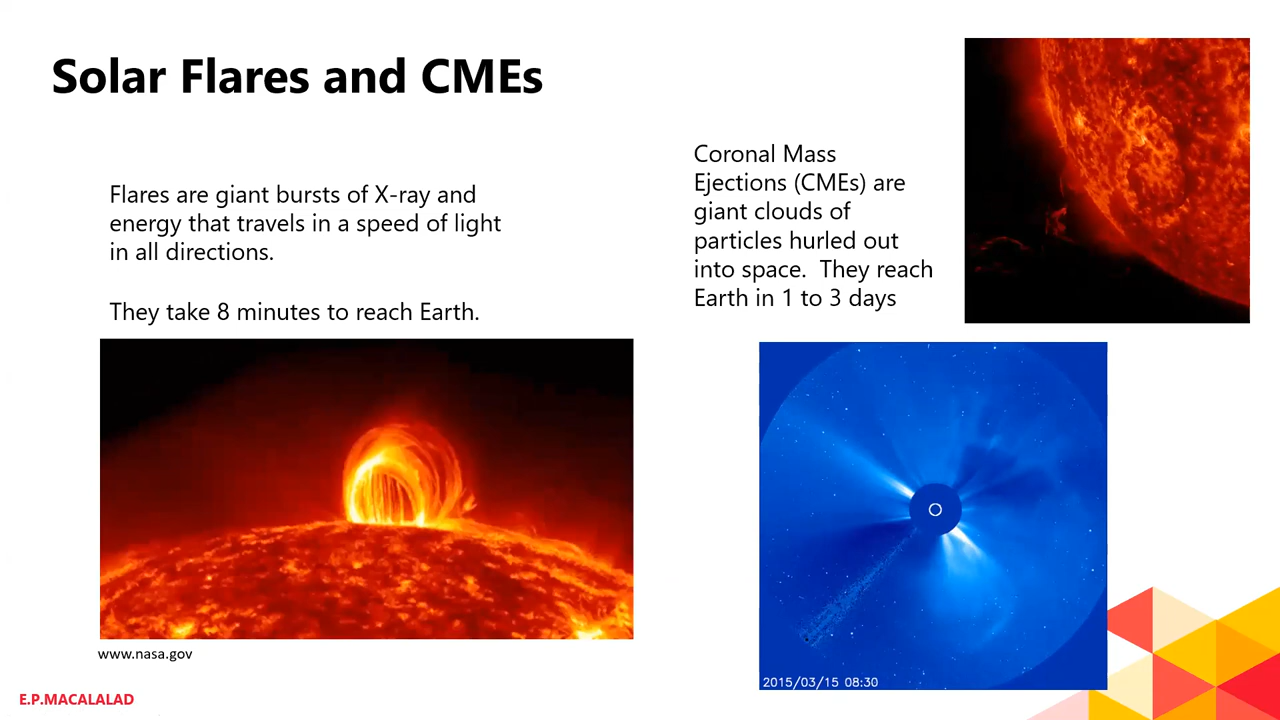 Solar Flares and CMEs
Flares are giant bursts of X-ray and
energy that travels in a speed of light
in all directions.
They take 8 minutes to reach Earth.
www.nasa.gov
Coronal Mass
Ejections (CMEs) are
giant clouds of
particles hurled out
into space.  They reach
Earth in 1 to 3 days
2015/03/15 08:30
E.P.MACALALAD